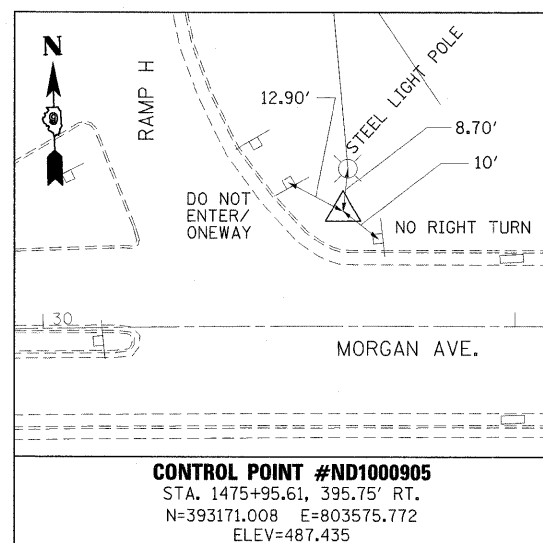 N
RAMP H
STEEL LIGHT POLE
12.90'
8.70'
10'
DO NOT
ENTER/
ONEWAY
NO RIGHT TURN
30
MORGAN AVE.
CONTROL POINT #ND1000905
STA. 1475+95.61, 395.75' RT.
N=393171.008 E=803575.772
ELEV=487.435